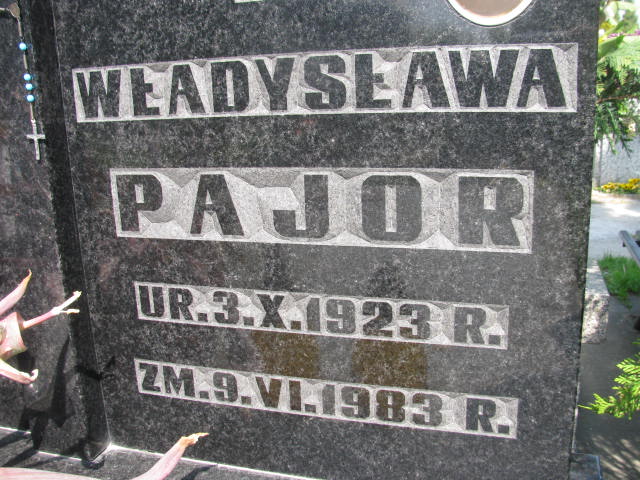 WŁADYSŁAWA
PAJOR
UR.3.X.1923 R.
ZM.9.VI.1983 R.